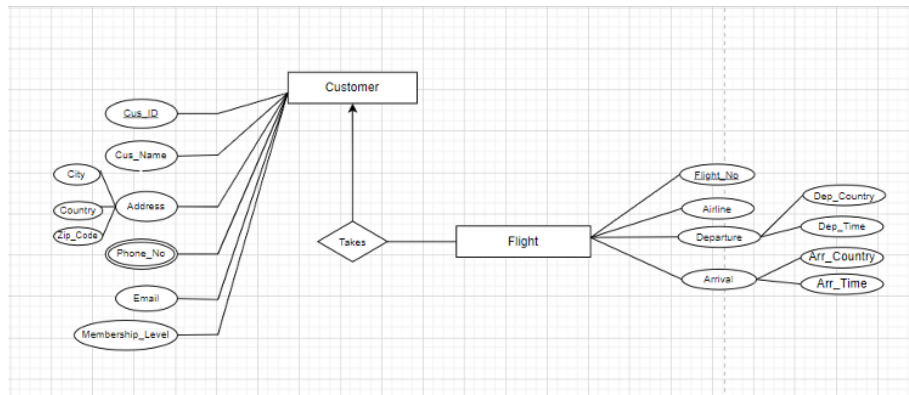 Customer
Cus_ID
Cus_Name
City
Address
Country
Zip_Code
Phone_No
Email
Membership_Level
Takes
Flight
Flight_No
Airline
Departure
Dep_Country
Dep_Time
Arrival
Arr_Country
Arr_Time